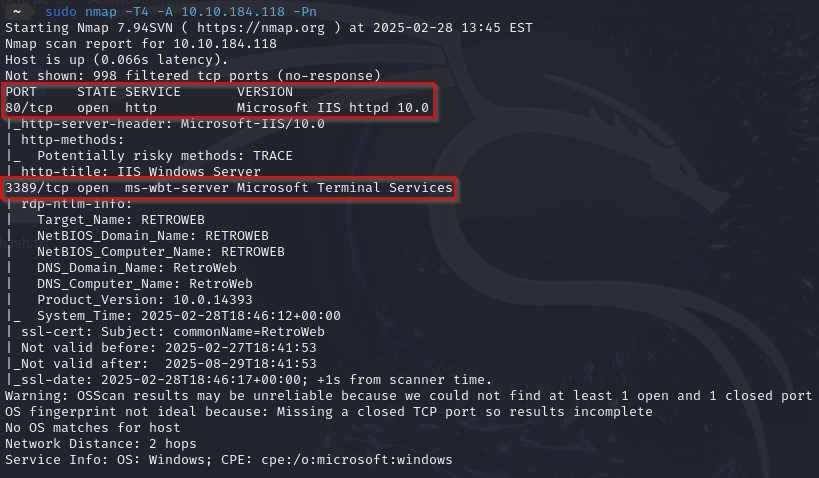 ~ sudo nmap -T4 -A 10.10.184.118 -Pn
Starting Nmap 7.94SVN ( https://nmap.org ) at 2025-02-28 13:45 EST
Nmap scan report for 10.10.184.118
Host is up (0.066s latency).
Not shown: 998 filtered tcp ports (no-response)
PORT     STATE SERVICE       VERSION
80/tcp   open  http          Microsoft IIS httpd 10.0
|_http-server-header: Microsoft-IIS/10.0
| http-methods:
|_  Potentially risky methods: TRACE
|_http-title: IIS Windows Server
3389/tcp open  ms-wbt-server Microsoft Terminal Services
| rdp-ntlm-info:
|   Target_Name: RETROWEB
|   NetBIOS_Domain_Name: RETROWEB
|   NetBIOS_Computer_Name: RETROWEB
|   DNS_Domain_Name: RetroWeb
|   DNS_Computer_Name: RetroWeb
|   Product_Version: 10.0.14393
|_  System_Time: 2025-02-28T18:46:12+00:00
| ssl-cert: Subject: commonName=RetroWeb
| Not valid before: 2025-02-27T18:41:53
|_Not valid after:  2025-08-29T18:41:53
|_ssl-date: 2025-02-28T18:46:17+00:00; +1s from scanner time.
Warning: OSScan results may be unreliable because we could not find at least 1 open and 1 closed port
OS fingerprint not ideal because: Missing a closed TCP port so results incomplete
No OS matches for host
Network Distance: 2 hops
Service Info: OS: Windows; CPE: cpe:/o:microsoft:windows